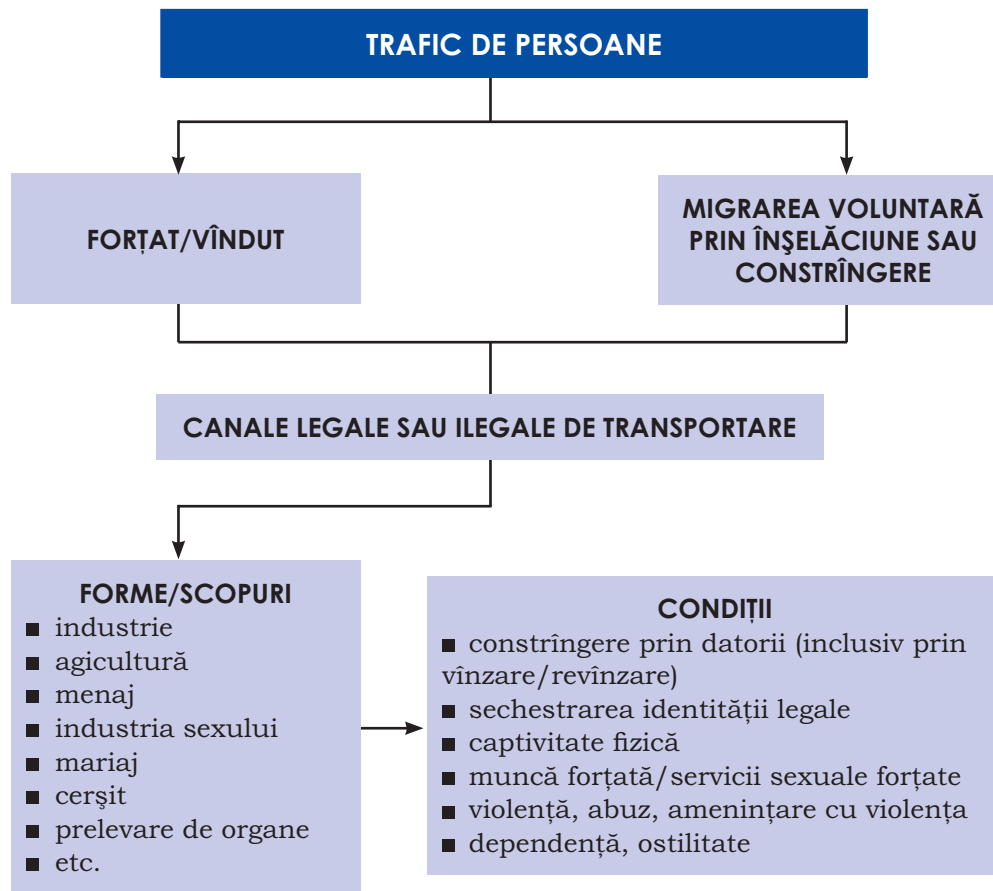 TRAFIC DE PERSOANE
FORȚAT/VÎNDUT
MIGRAREA VOLUNTARĂ
PRIN ÎNŞELĂCIUNE SAU
CONSTRÎNGERE
CANALE LEGALE SAU ILEGALE DE TRANSPORTARE
FORME/SCOPURI
■ industrie
■ agicultură
■ menaj
■ industria sexului
■ mariaj
■ cerşit
■ prelevare de organe
■ etc.
CONDIȚII
■ constrîngere prin datorii (inclusiv prin
vînzare/revînzare)
■ sechestrarea identității legale
■ captivitate fizică
■ muncă forțată/servicii sexuale forțate
■ violență, abuz, amenințare cu violența
■ dependență, ostilitate